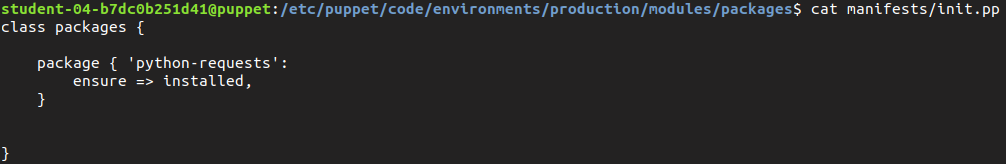 student-04-b7dc0b251d41@puppet:/etc/puppet/code/environments/production/modules/packages$ cat manifests/init.pp
class packages {
    package { 'python-requests':
        ensure => installed,
    }
}